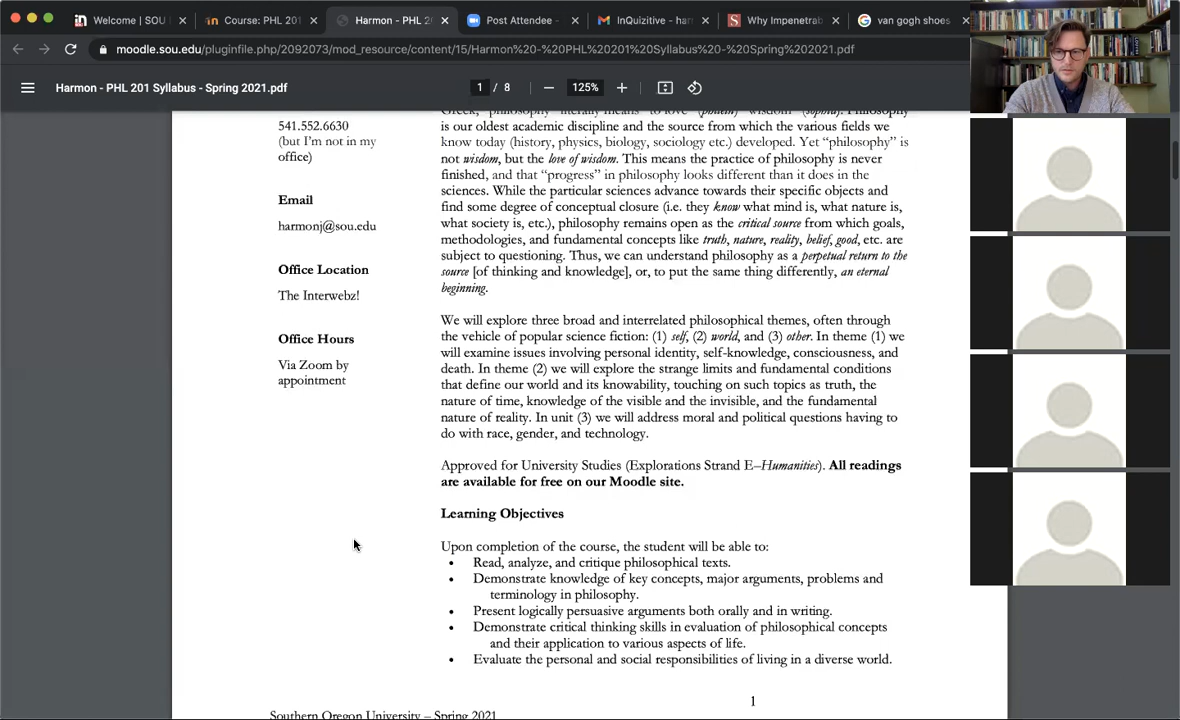 Welcome | SOU
Course: PHL 201
Harmon - PHL 2
Post Attendee -
InQuizitive - har
Why Impenetrab
van gogh shoes
moodle.sou.edu/pluginfile.php/2092073/mod_resource/content/15/Harmon%20-%20PHL%20201%20Syllabus%20-%20Spring%202021.pdf
Harmon - PHL 201 Syllabus - Spring 2021.pdf
1 / 8
125%
541.552.6630
(but I'm not in my
office)
Email
harmonj@sou.edu
Office Location
The Interwebz!
Office Hours
Via Zoom by
appointment
Greek, "philosophy" literally means "to love" (philein) "wisdom" (sophia). Philosophy
is our oldest academic discipline and the source from which the various fields we
know today (history, physics, biology, sociology etc.) developed. Yet "philosophy" is
not wisdom, but the love of wisdom. This means the practice of philosophy is never
finished, and that "progress" in philosophy looks different than it does in the
sciences. While the particular sciences advance towards their specific objects and
find some degree of conceptual closure (i.e. they know what mind is, what nature is,
what society is, etc.), philosophy remains open as the critical source from which goals,
methodologies, and fundamental concepts like truth, nature, reality, belief, good, etc. are
subject to questioning. Thus, we can understand philosophy as a perpetual return to the
source [of thinking and knowledge], or, to put the same thing differently, an eternal
beginning.
We will explore three broad and interrelated philosophical themes, often through
the vehicle of popular science fiction: (1) self, (2) world, and (3) other. In theme (1) we
will examine issues involving personal identity, self-knowledge, consciousness, and
death. In theme (2) we will explore the strange limits and fundamental conditions
that define our world and its knowability, touching on such topics as truth, the
nature of time, knowledge of the visible and the invisible, and the fundamental
nature of reality. In unit (3) we will address moral and political questions having to
do with race, gender, and technology.
Approved for University Studies (Explorations Strand E–Humanities). All readings
are available for free on our Moodle site.
Learning Objectives
Upon completion of the course, the student will be able to:
• Read, analyze, and critique philosophical texts.
• Demonstrate knowledge of key concepts, major arguments, problems and
terminology in philosophy.
• Present logically persuasive arguments both orally and in writing.
• Demonstrate critical thinking skills in evaluation of philosophical concepts
and their application to various aspects of life.
• Evaluate the personal and social responsibilities of living in a diverse world.
1
Southern Oregon University – Spring 2021